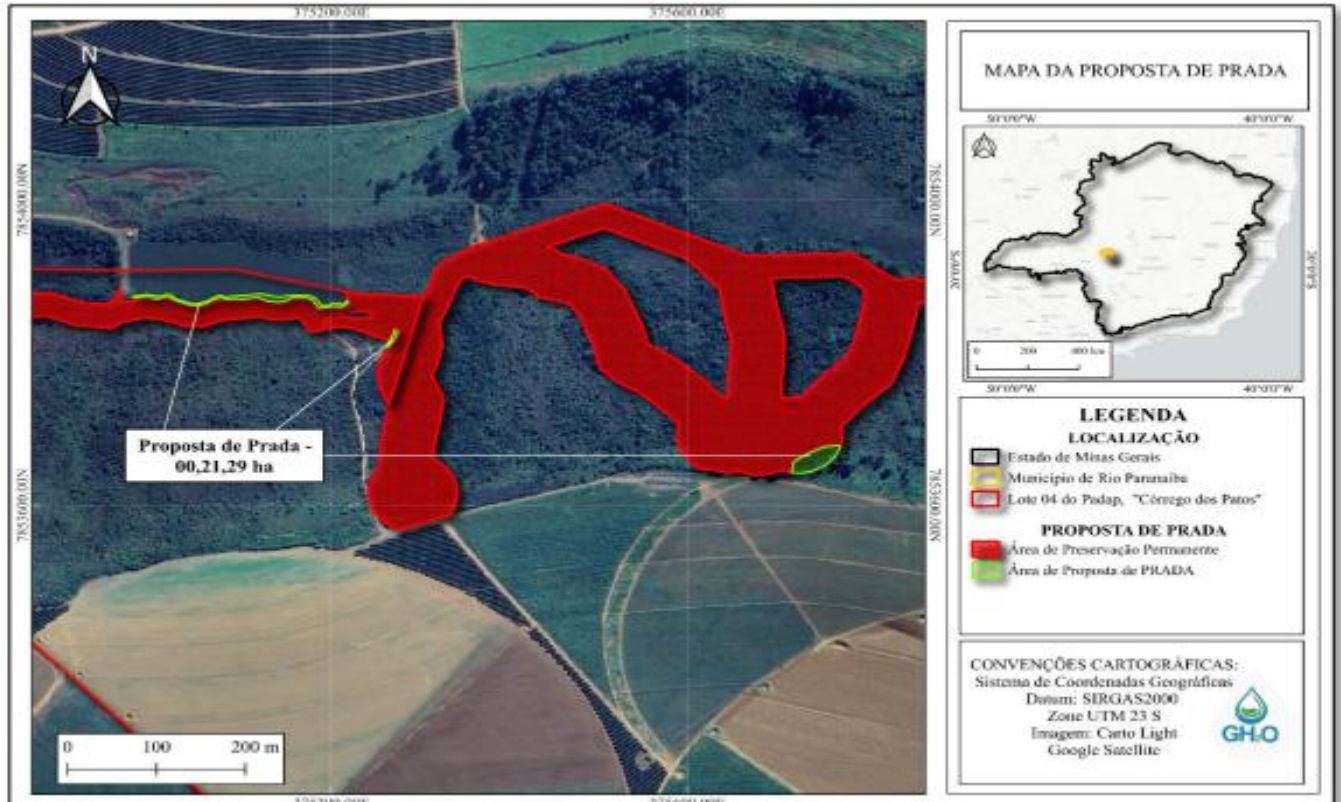 375200.00E 375600.00E
N
7854000.00N
7854000.00N
7853600.00N
7853600.00N
Proposta de Prada -
00,21,29 ha
0 100 200 m
375200.00E 375600.00E
MAPA DA PROPOSTA DE PRADA
50°0'0"W 40°0'0"W
20°0'0"S
0 200 400 km
50°0'0"W 40°0'0"W
LEGENDA
LOCALIZAÇÃO
Estado de Minas Gerais
Município de Rio Paranaíba
Lote 04 do Padap, "Córrego dos Patos"
PROPOSTA DE PRADA
Área de Preservação Permanente
Área de Proposta de PRADA
CONVENÇÕES CARTOGRÁFICAS:
Sistema de Coordenadas Geográficas
Datum: SIRGAS2000
Zone UTM 23 S
Imagem: Carto Light
Google Satellite
GH2O